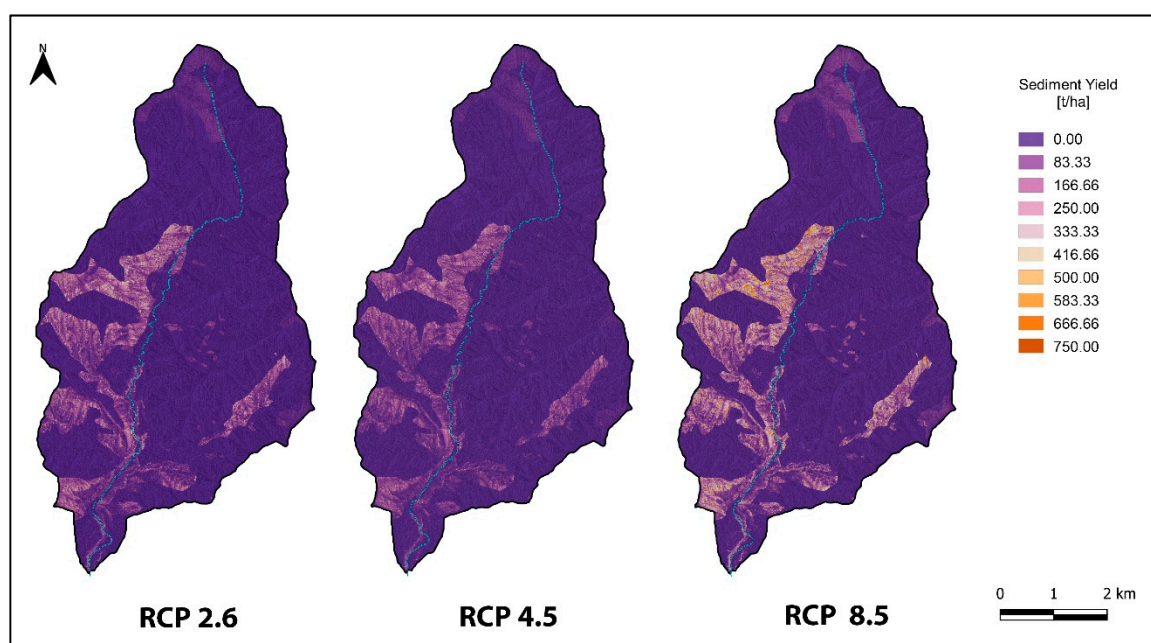 N
Sediment Yield
[t/ha]
0.00
83.33
166.66
250.00
333.33
416.66
500.00
583.33
666.66
750.00
RCP 2.6
RCP 4.5
RCP 8.5
0 1 2 km